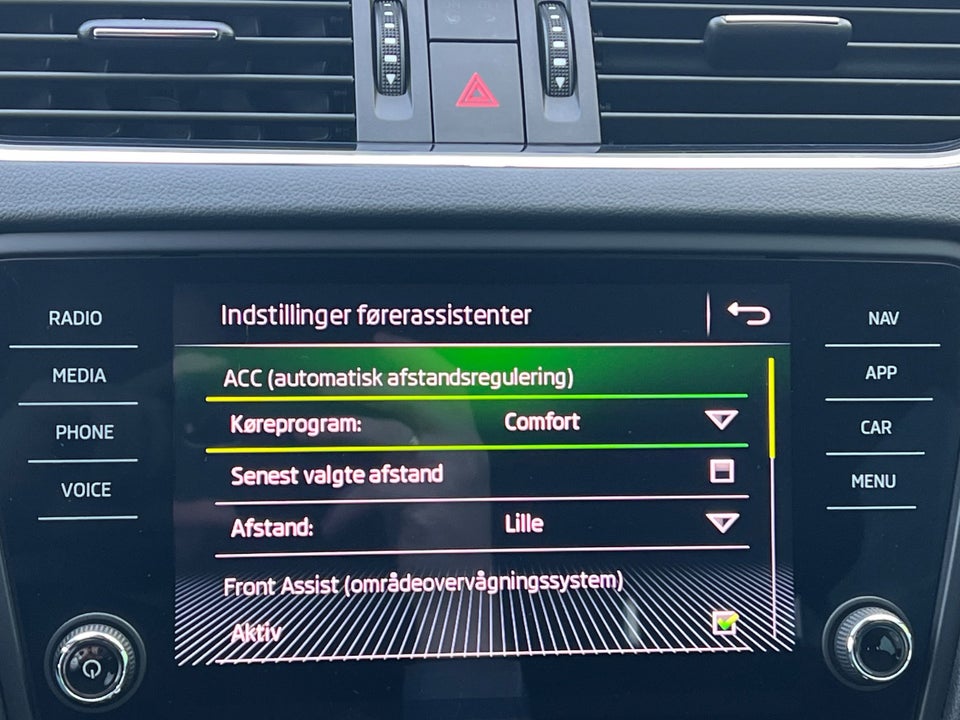 RADIO
MEDIA
PHONE
VOICE
Indstillinger førerassistenter
ACC (automatisk afstandsregulering)
Køreprogram: Comfort
Senest valgte afstand
Afstand: Lille
Front Assist (områdeovervågningssystem)
Aktiv
NAV
APP
CAR
MENU